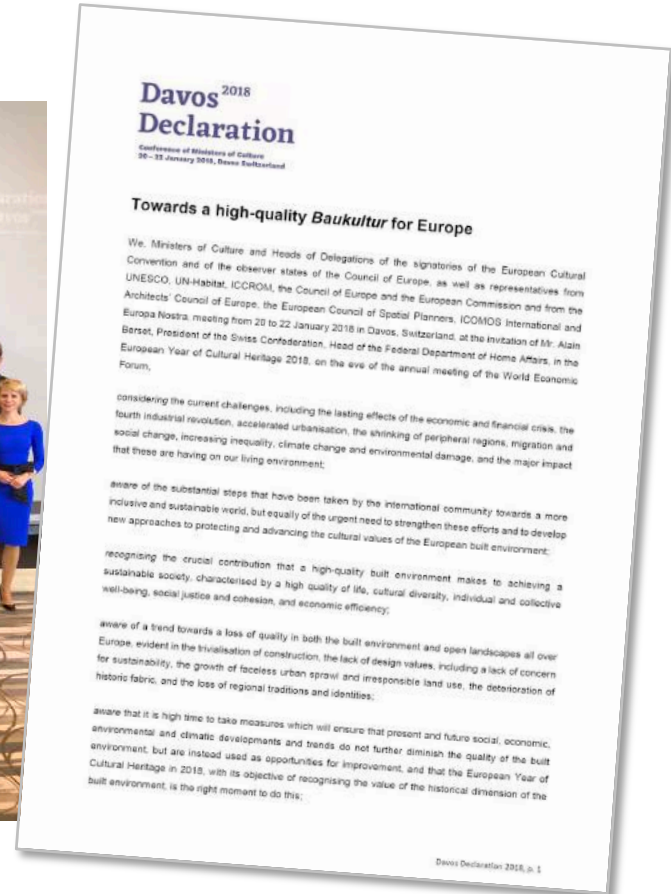 Davos 2018
Declaration
Conference of Ministers of Culture
20 – 22 January 2018, Davos Switzerland
Towards a high-quality Baukultur for Europe
We, Ministers of Culture and Heads of Delegations of the signatories of the European Cultural
Convention and of the observer states of the Council of Europe, as well as representatives from
UNESCO, UN-Habitat, ICCROM, the Council of Europe and the European Commission and from the
Architects' Council of Europe, the European Council of Spatial Planners, ICOMOS International and
Europa Nostra, meeting from 20 to 22 January 2018 in Davos, Switzerland, at the invitation of Mr. Alain
Berset, President of the Swiss Confederation, Head of the Federal Department of Home Affairs, in the
European Year of Cultural Heritage 2018, on the eve of the annual meeting of the World Economic
Forum,
considering the current challenges, including the lasting effects of the economic and financial crisis, the
fourth industrial revolution, accelerated urbanisation, the shrinking of peripheral regions, migration and
social change, increasing inequality, climate change and environmental damage, and the major impact
that these are having on our living environment;
aware of the substantial steps that have been taken by the international community towards a more
inclusive and sustainable world, but equally of the urgent need to strengthen these efforts and to develop
new approaches to protecting and advancing the cultural values of the European built environment;
recognising the crucial contribution that a high-quality built environment makes to achieving a
sustainable society, characterised by a high quality of life, cultural diversity, individual and collective
well-being, social justice and cohesion, and economic efficiency;
aware of a trend towards a loss of quality in both the built environment and open landscapes all over
Europe, evident in the trivialisation of construction, the lack of design values, including a lack of concern
for sustainability, the growth of faceless urban sprawl and irresponsible land use, the deterioration of
historic fabric, and the loss of regional traditions and identities;
aware that it is high time to take measures which will ensure that present and future social, economic,
environmental and climatic developments and trends do not further diminish the quality of the built
environment, but are instead used as opportunities for improvement, and that the European Year of
Cultural Heritage in 2018, with its objective of recognising the value of the historical dimension of the
built environment, is the right moment to do this;
Davos Declaration 2018, p. 1